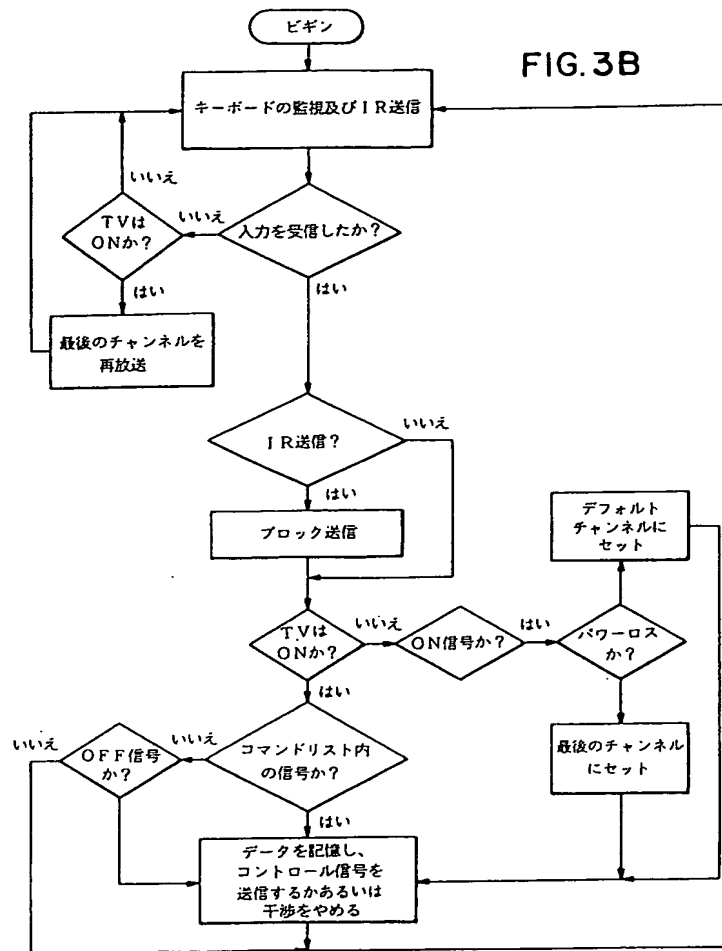 ビギン
FIG.3B
キーボードの監視及びIR送信
いいえ
TVは
ONか?
いいえ
入力を受信したか?
はい
はい
最後のチャンネルを
再放送
IR送信?
いいえ
はい
ブロック送信
デフォルト
チャンネルに
セット
TVは
ONか?
いいえ
ON信号か?
はい
パワーロス
か?
はい
いいえ
OFF信号
か?
いいえ
コマンドリスト内
の信号か?
最後のチャンネル
にセット
はい
データを記憶し、
コントロール信号を
送信するかあるいは
干渉をやめる